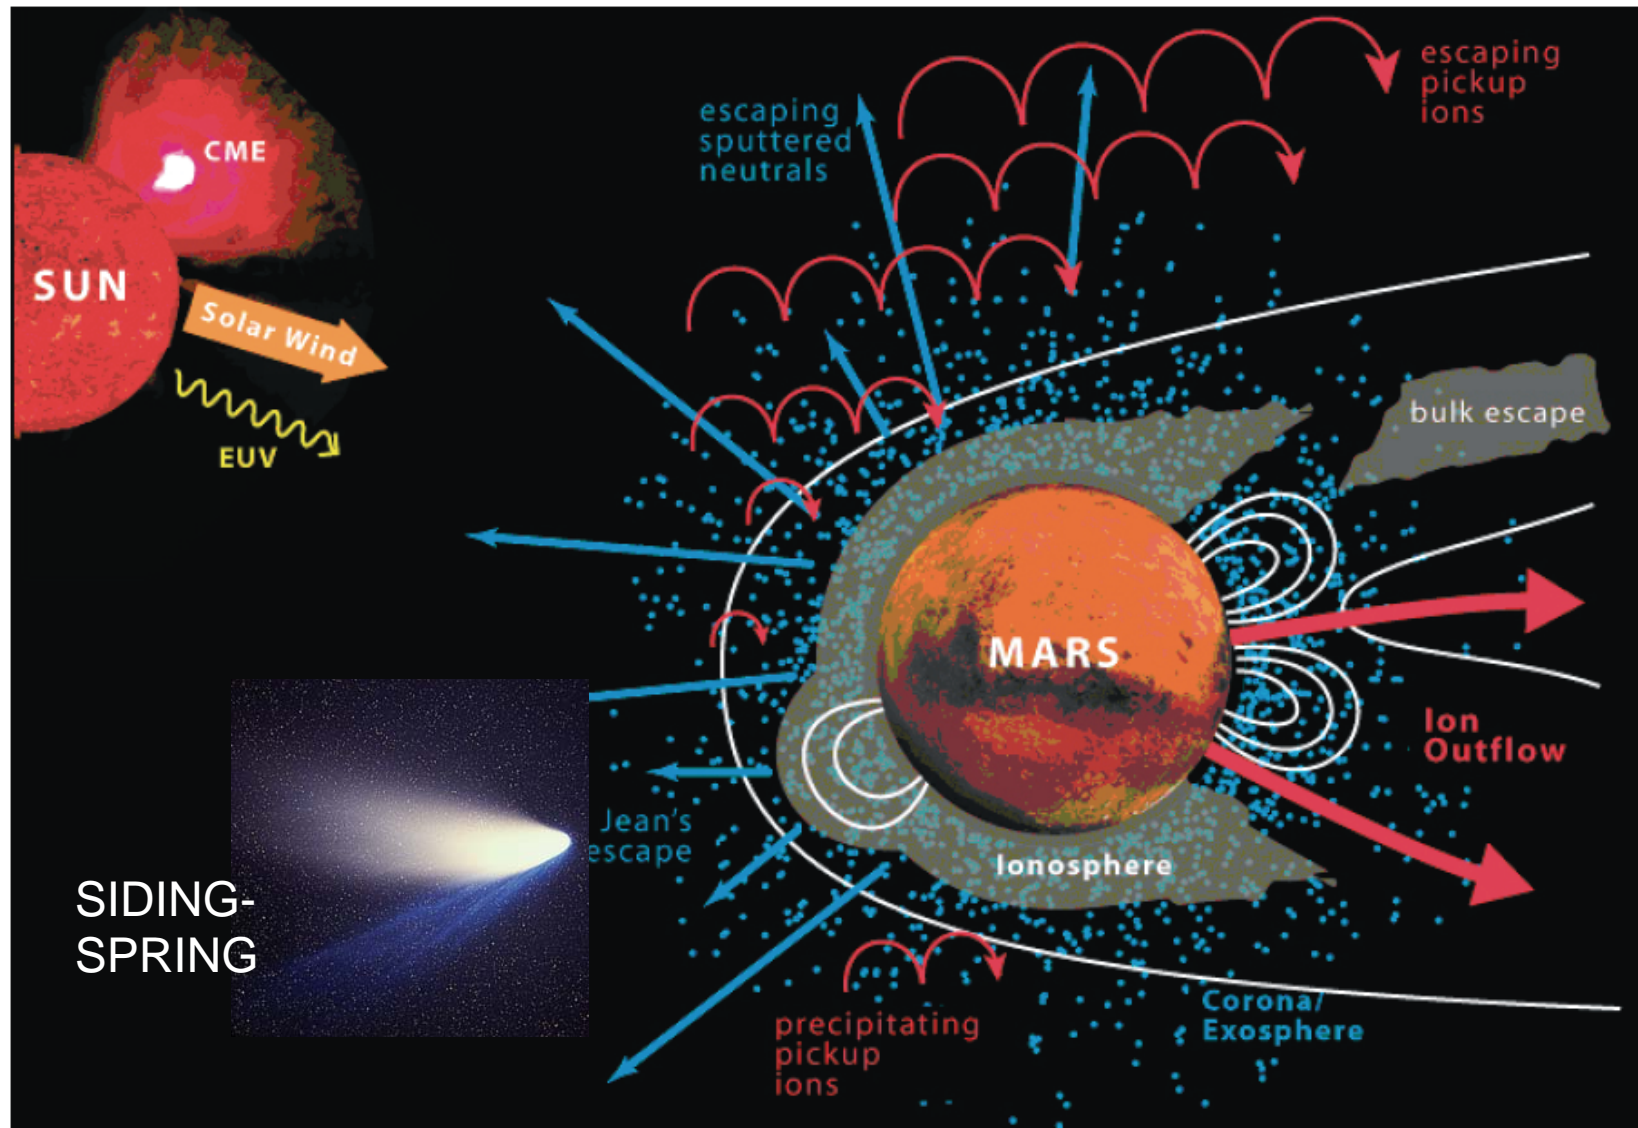 CME
SUN
Solar Wind
EUV
escaping
sputtered
neutrals
escaping
pickup
ions
bulk escape
MARS
Ion
Outflow
Jean's
escape
Ionosphere
SIDING-
SPRING
precipitating
pickup
ions
Corona/
Exosphere